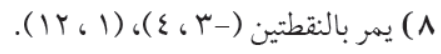 ٨) يمر بالنقطتين (-٣ ، ٤)، (١ ، ١٢).